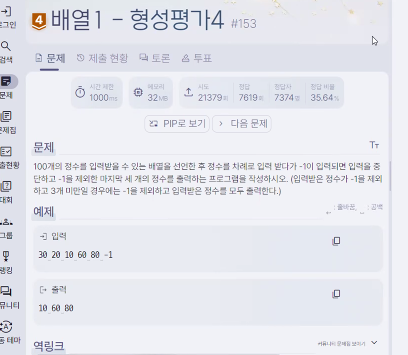 로그인
4 배열1 - 형성평가4 #153
검색
문제 제출 현황 토론 투표
문제
시간 제한 메모리 시도 정답 정답자 정답 비율
1000ms 32MB 21379회 7619회 7374명 35.64%
문제집
PIP로 보기 다음 문제
출현황
문제
100개의 정수를 입력받을 수 있는 배열을 선언한 후 정수를 차례로 입력 받다가 -1이 입력되면 입력을 중
단하고 -1을 제외한 마지막 세 개의 정수를 출력하는 프로그램을 작성하시오. (입력받은 정수가 -1을 제외
하고 3개 미만일 경우에는 -1을 제외하고 입력받은 정수를 모두 출력한다.)
대회
예제
: 줄바꿈, : 공백
그룹
입력
30 20 10 60 80 -1
랭킹
출력
뮤니티
10 60 80
동 테마
역링크